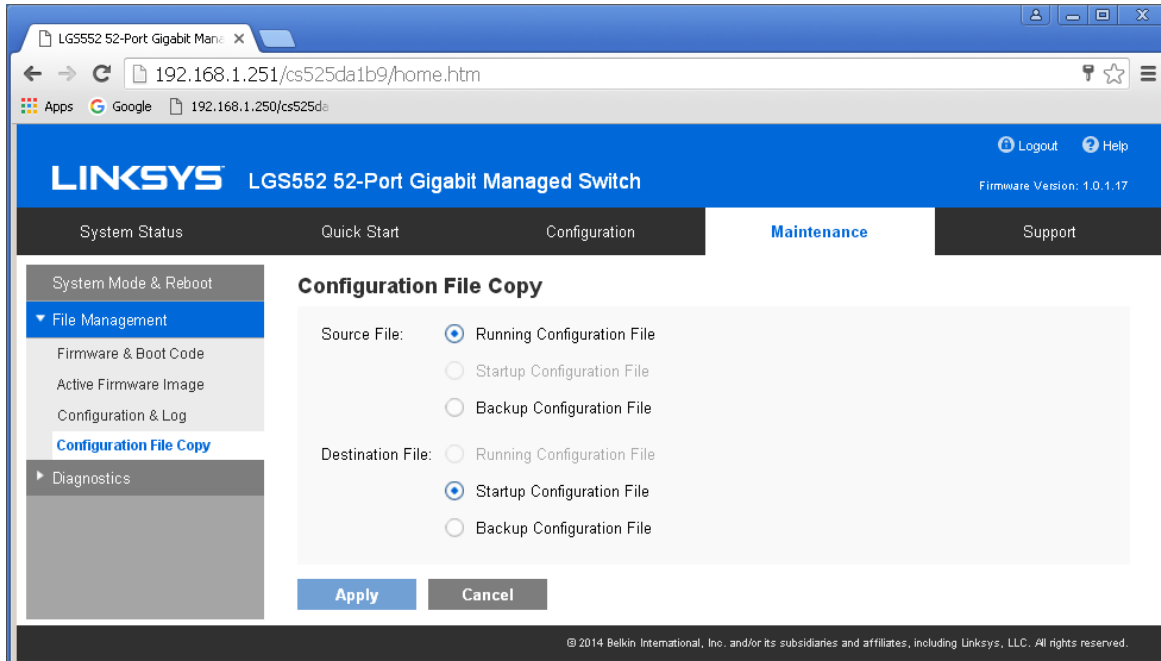 LGS552 52-Port Gigabit Mana
192.168.1.251/cs525da1b9/home.htm
Apps Google 192.168.1.250/cs525da
Logout Help
LINKSYS LGS552 52-Port Gigabit Managed Switch
Firmware Version: 1.0.1.17
System Status Quick Start Configuration Maintenance Support
System Mode & Reboot
File Management
Firmware & Boot Code
Active Firmware Image
Configuration & Log
Configuration File Copy
Diagnostics
Configuration File Copy
Source File: Running Configuration File
Startup Configuration File
Backup Configuration File
Destination File: Running Configuration File
Startup Configuration File
Backup Configuration File
Apply Cancel
© 2014 Belkin International, Inc. and/or its subsidiaries and affiliates, including Linksys, LLC. All rights reserved.